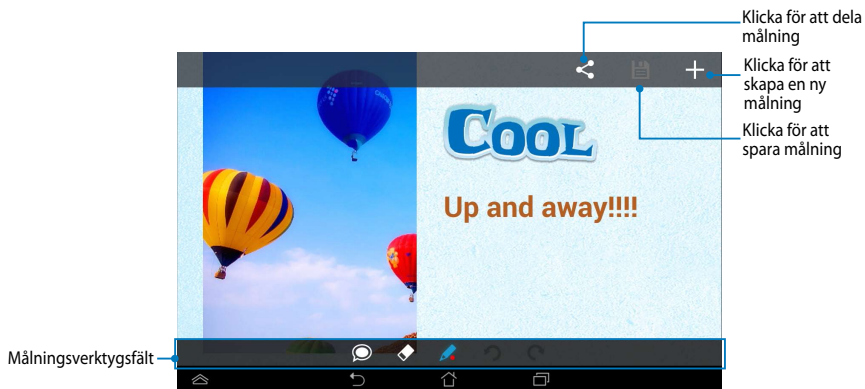 Klicka för att dela
målning
Klicka för att
skapa en ny
målning
Klicka för att
spara målning
COOL
Up and away!!!!
Målningsverktygsfält